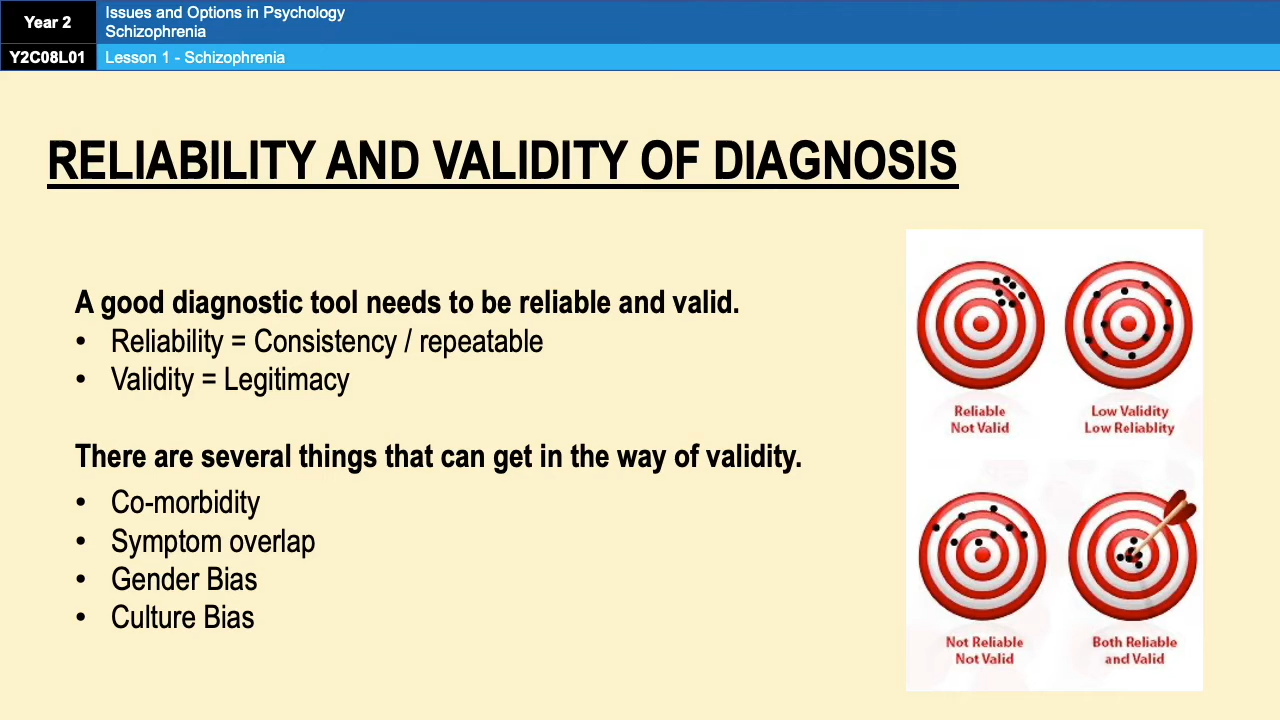 Year 2
Issues and Options in Psychology
Schizophrenia
Y2C08L01
Lesson 1 - Schizophrenia
RELIABILITY AND VALIDITY OF DIAGNOSIS
A good diagnostic tool needs to be reliable and valid.
• Reliability = Consistency / repeatable
• Validity = Legitimacy
There are several things that can get in the way of validity.
• Co-morbidity
• Symptom overlap
• Gender Bias
• Culture Bias
Reliable
Not Valid
Low Validity
Low Reliablity
Not Reliable
Not Valid
Both Reliable
and Valid